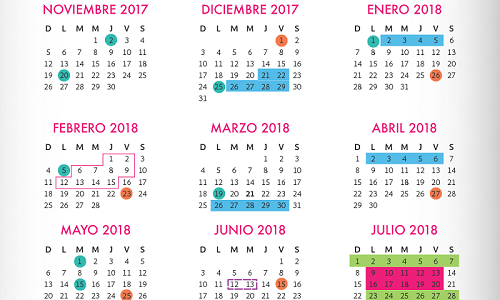 NOVIEMBRE 2017
D L M M J V S
1 2 3 4
5 6 7 8 9 10 11
12 13 14 15 16 17 18
19 20 21 22 23 24 25
26 27 28 29 30
DICIEMBRE 2017
D L M M J V S
1 2
3 4 5 6 7 8 9
10 11 12 13 14 15 16
17 18 19 20 21 22 23
24 25 26 27 28 29 30
31
ENERO 2018
D L M M J V S
1 2 3 4 5 6
7 8 9 10 11 12 13
14 15 16 17 18 19 20
21 22 23 24 25 26 27
28 29 30 31
FEBRERO 2018
D L M M J V S
1 2 3
4 5 6 7 8 9 10
11 12 13 14 15 16 17
18 19 20 21 22 23 24
25 26 27 28
MARZO 2018
D L M M J V S
1 2 3
4 5 6 7 8 9 10
11 12 13 14 15 16 17
18 19 20 21 22 23 24
25 26 27 28 29 30 31
ABRIL 2018
D L M M J V S
1 2 3 4 5 6 7
8 9 10 11 12 13 14
15 16 17 18 19 20 21
22 23 24 25 26 27 28
29 30
MAYO 2018
D L M M J V S
1 2 3 4 5
6 7 8 9 10 11 12
13 14 15 16 17 18 19
20 21 22 23 24 25 26
JUNIO 2018
D L M M J V S
1 2
3 4 5 6 7 8 9
10 11 12 13 14 15 16
17 18 19 20 21 22 23
JULIO 2018
D L M M J V S
1 2 3 4 5 6 7
8 9 10 11 12 13 14
15 16 17 18 19 20 21
22 23 24 25 26 27 28